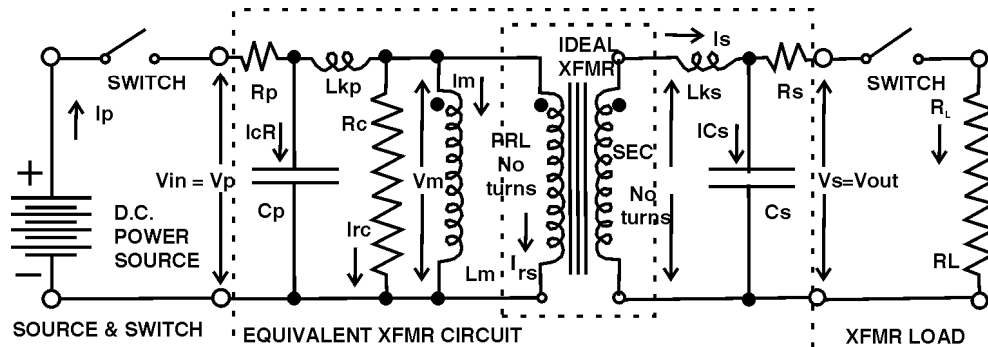 SWITCH
Ip
+
−
D.C.
POWER
SOURCE
SOURCE & SWITCH
Vin = Vp
Rp
Lkp
IcR
Cp
Rc
Irc
Vm
Im
Lm
EQUIVALENT XFMR CIRCUIT
IDEAL
XFMR
PRL
No
turns
Irs
SEC
No
turns
Is
Lks
Rs
ICs
Cs
Vs=Vout
SWITCH
RL
RL
XFMR LOAD